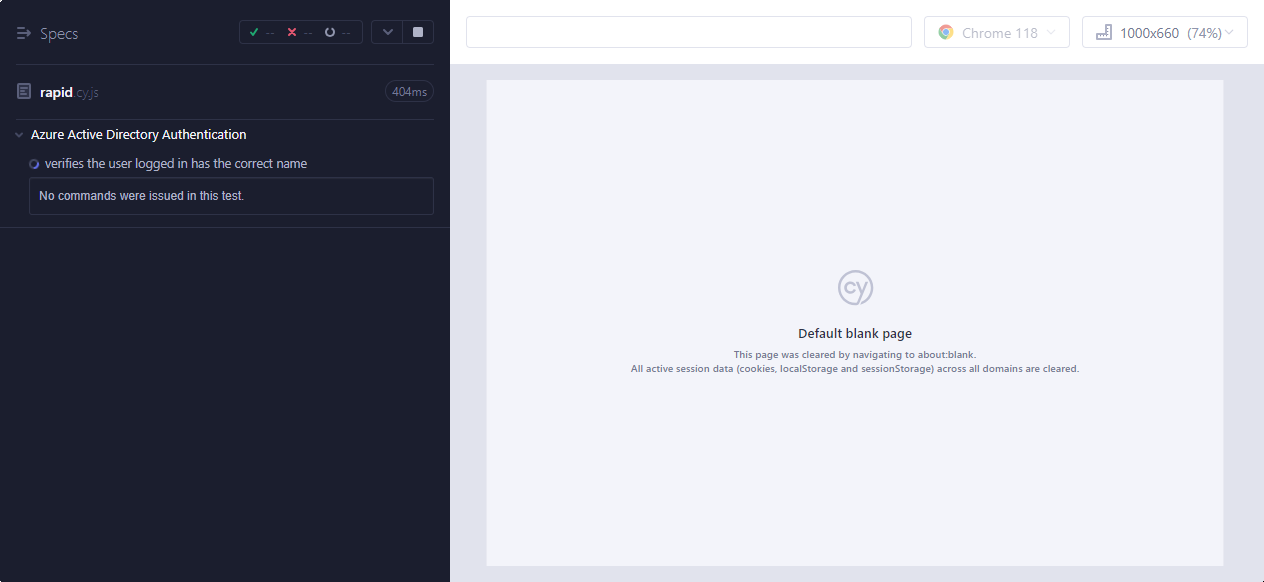 Specs
-- -- --
rapid.cy.js
404ms
Azure Active Directory Authentication
verifies the user logged in has the correct name
No commands were issued in this test.
Chrome 118
1000x660 (74%)
cy
Default blank page
This page was cleared by navigating to about:blank.
All active session data (cookies, localStorage and sessionStorage) across all domains are cleared.